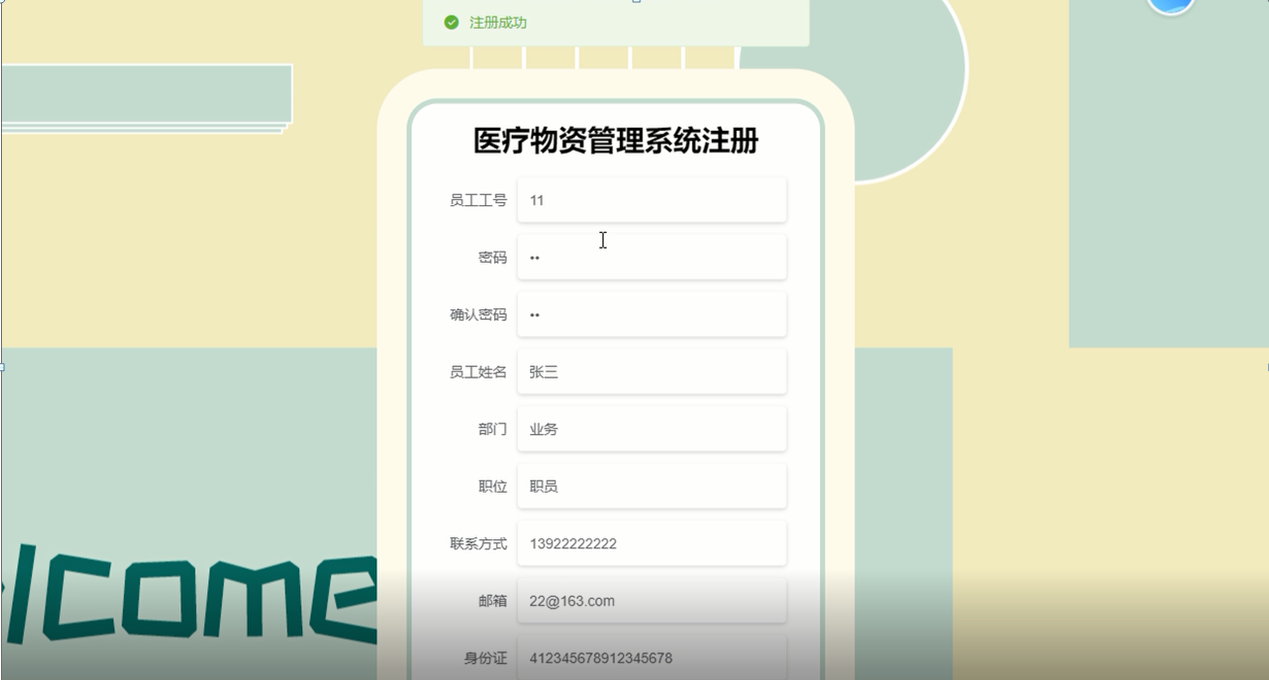 注册成功
医疗物资管理系统注册
员工工号 11
密码 ••
确认密码 ••
员工姓名 张三
部门 业务
职位 职员
联系方式 13922222222
邮箱 22@163.com
身份证 412345678912345678
lcome